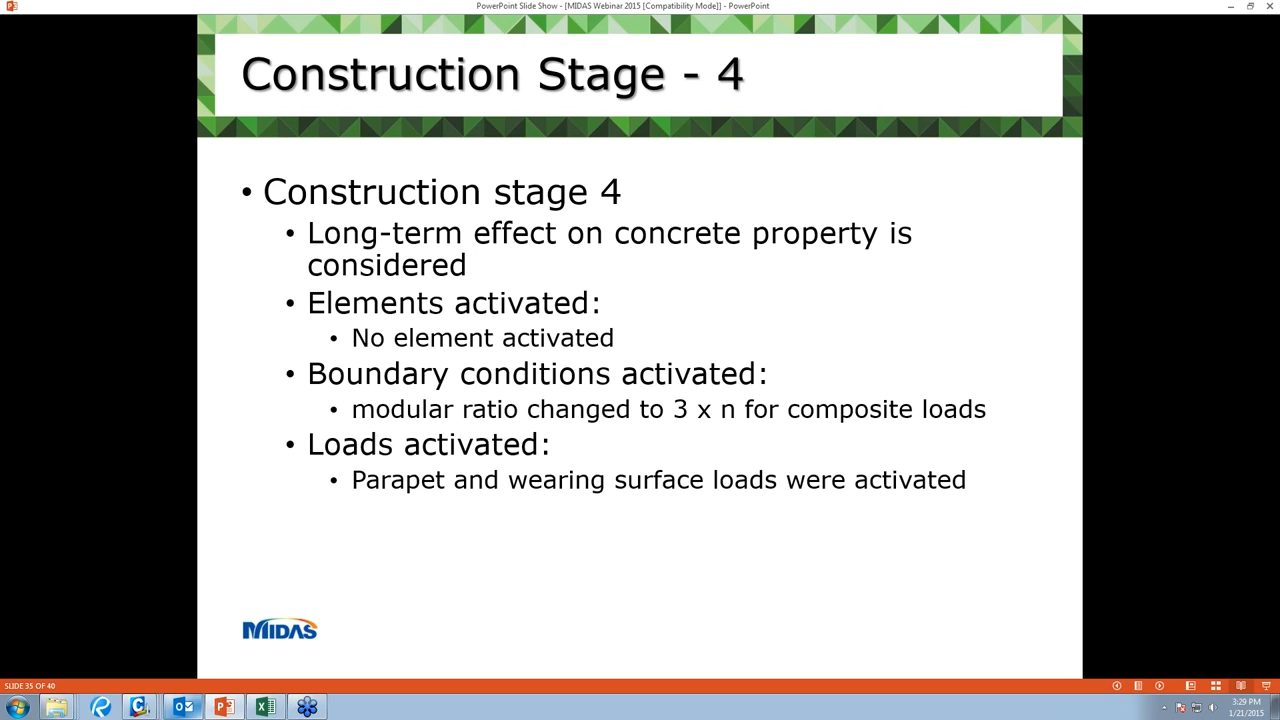 PowerPoint Slide Show - [MIDAS Webinar 2015 [Compatibility Mode]] - PowerPoint
Construction Stage - 4
• Construction stage 4
• Long-term effect on concrete property is
considered
• Elements activated:
• No element activated
• Boundary conditions activated:
• modular ratio changed to 3 x n for composite loads
• Loads activated:
• Parapet and wearing surface loads were activated
MIDAS
SLIDE 35 OF 40
3:29 PM
1/21/2015